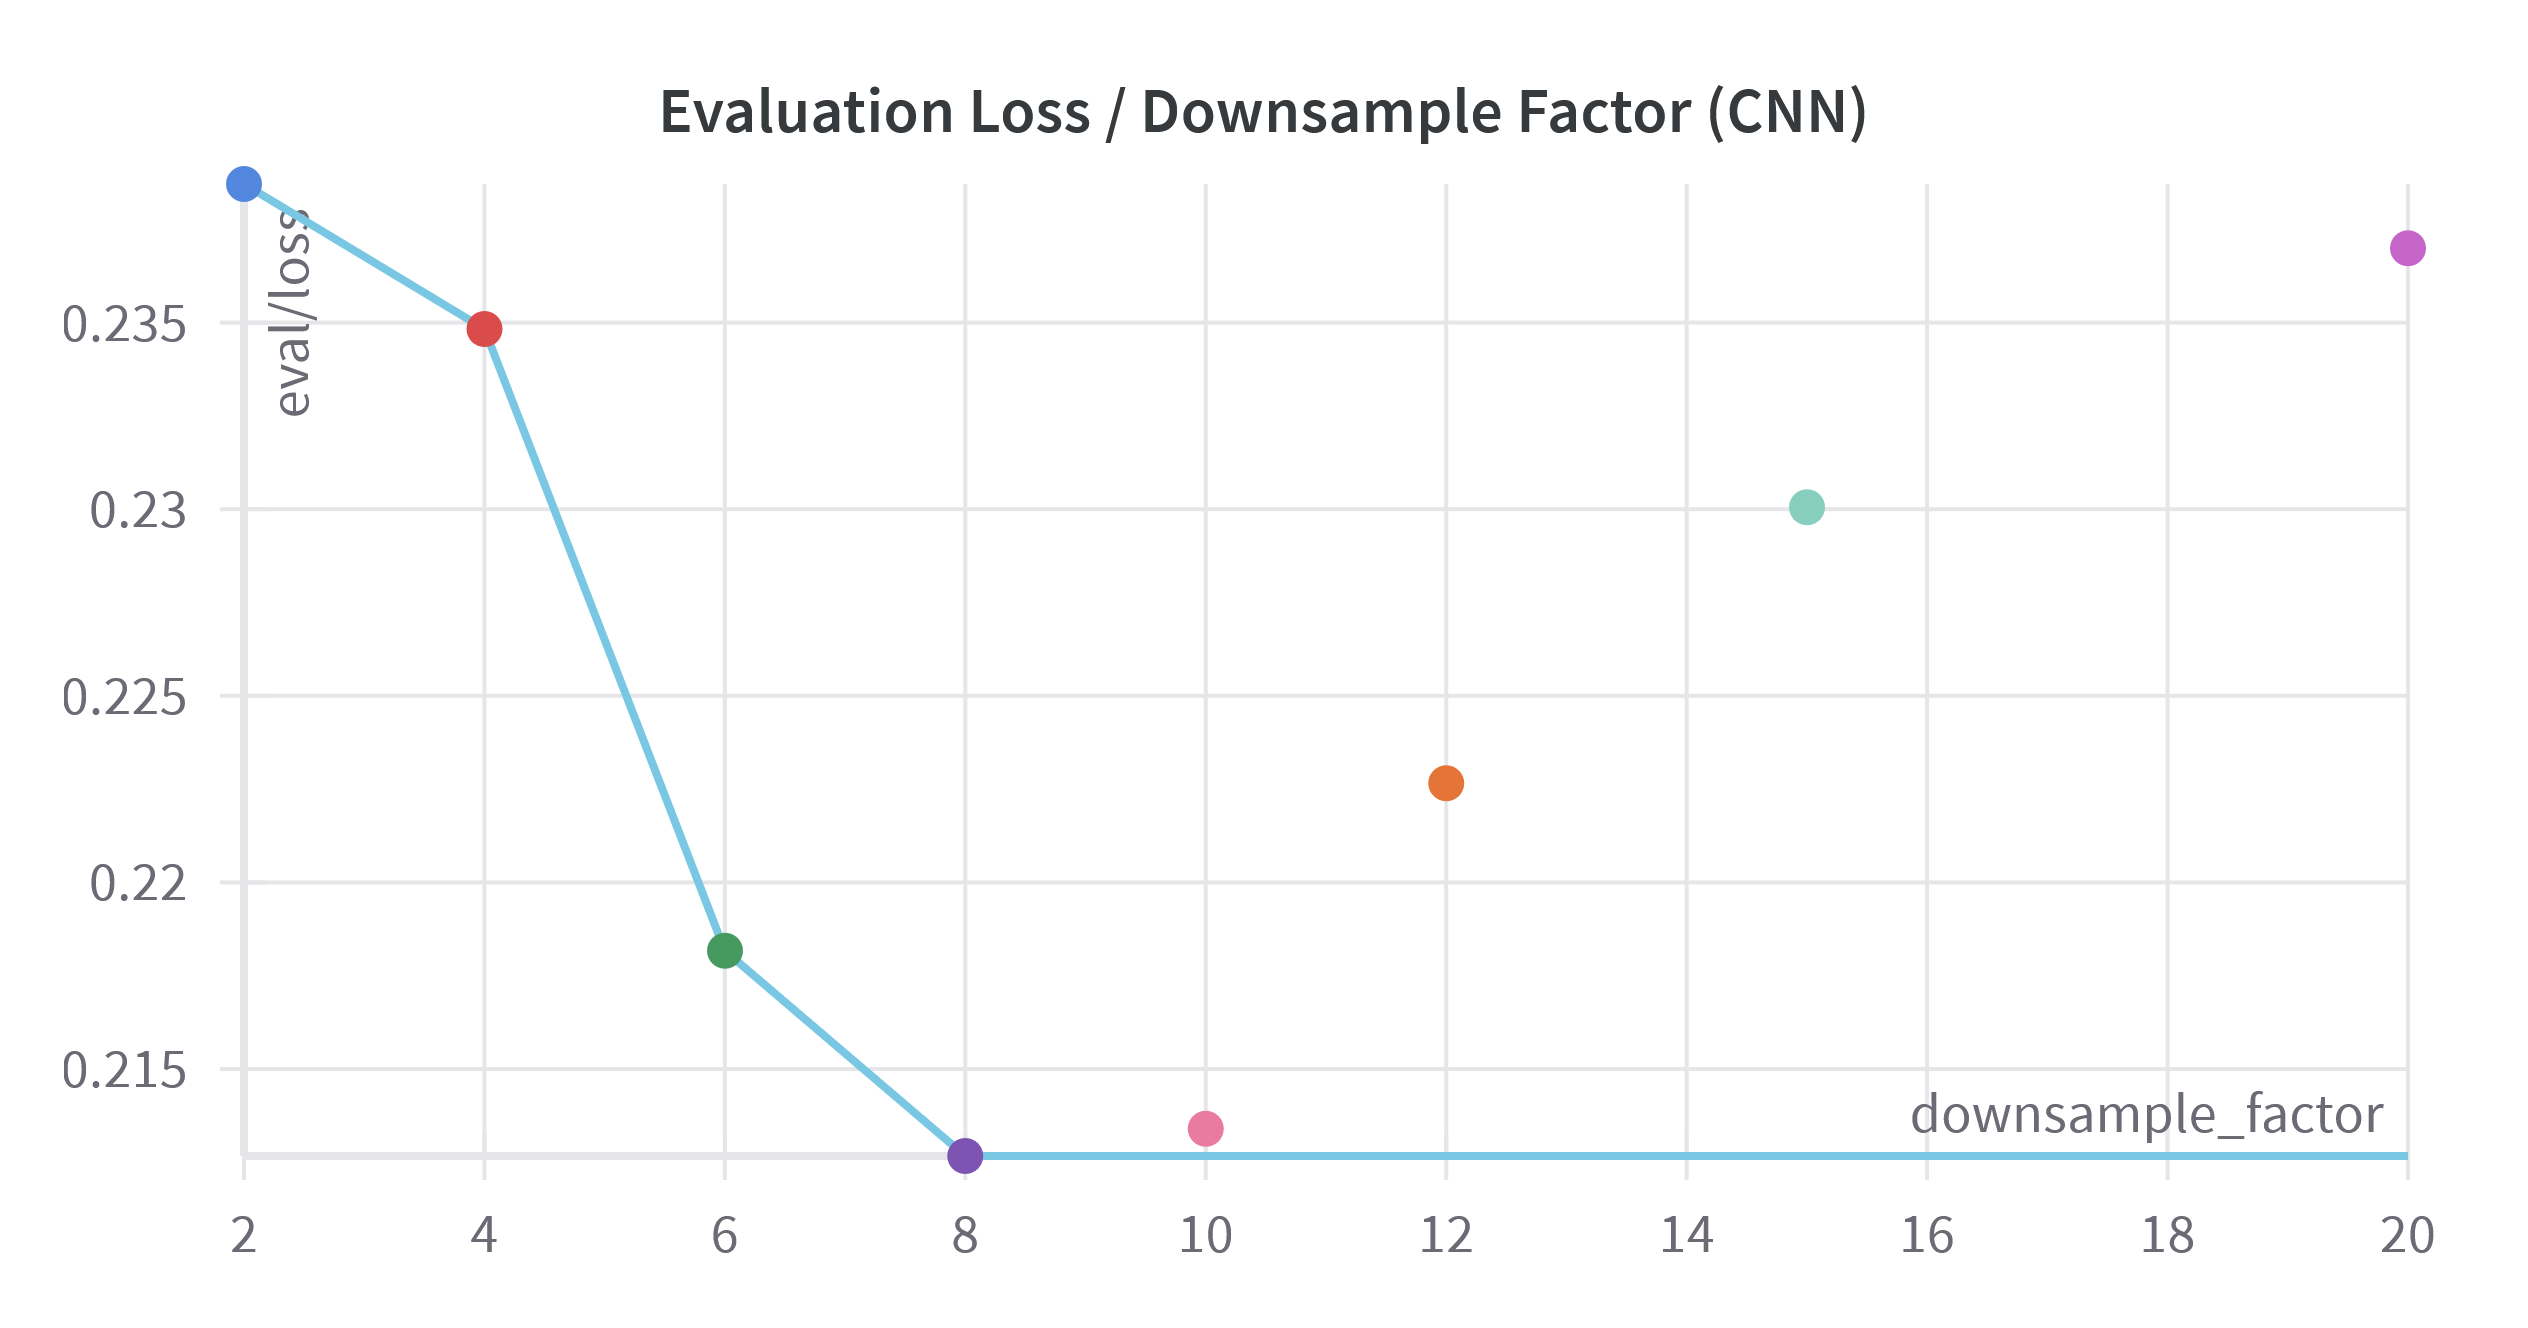 Evaluation Loss / Downsample Factor (CNN)
eval/loss
0.235
0.23
0.225
0.22
0.215
downsample_factor
2 4 6 8 10 12 14 16 18 20